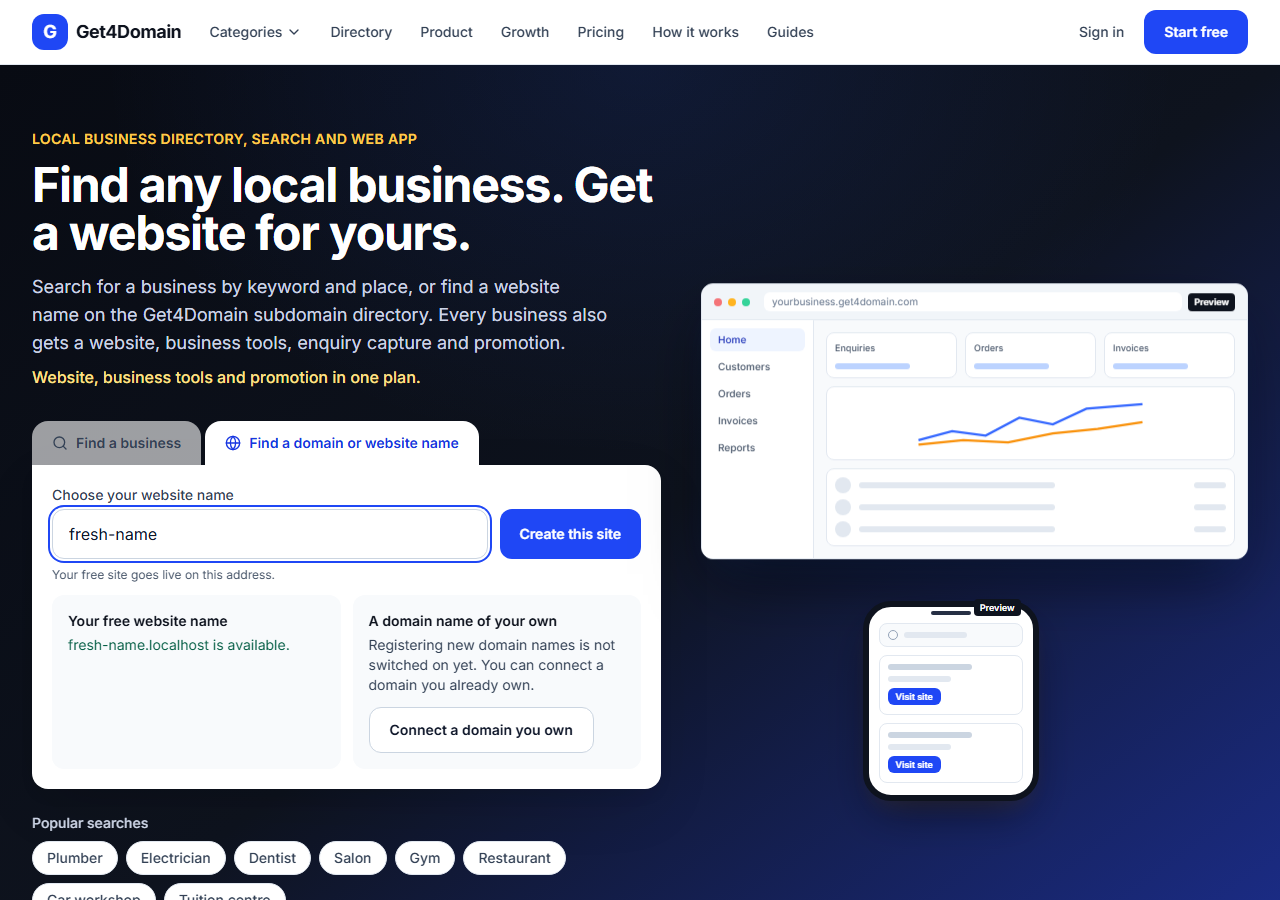 G Get4Domain Categories Directory Product Growth Pricing How it works Guides Sign in Start free
LOCAL BUSINESS DIRECTORY, SEARCH AND WEB APP
Find any local business. Get
a website for yours.
Search for a business by keyword and place, or find a website
name on the Get4Domain subdomain directory. Every business also
gets a website, business tools, enquiry capture and promotion.
Website, business tools and promotion in one plan.
Find a business Find a domain or website name
Choose your website name
fresh-name Create this site
Your free site goes live on this address.
Your free website name
fresh-name.localhost is available.
A domain name of your own
Registering new domain names is not
switched on yet. You can connect a
domain you already own.
Connect a domain you own
Popular searches
Plumber Electrician Dentist Salon Gym Restaurant
Car workshop Tuition centre
yourbusiness.get4domain.com Preview
Home
Customers
Orders
Invoices
Reports
Enquiries Orders Invoices
Preview
Visit site
Visit site